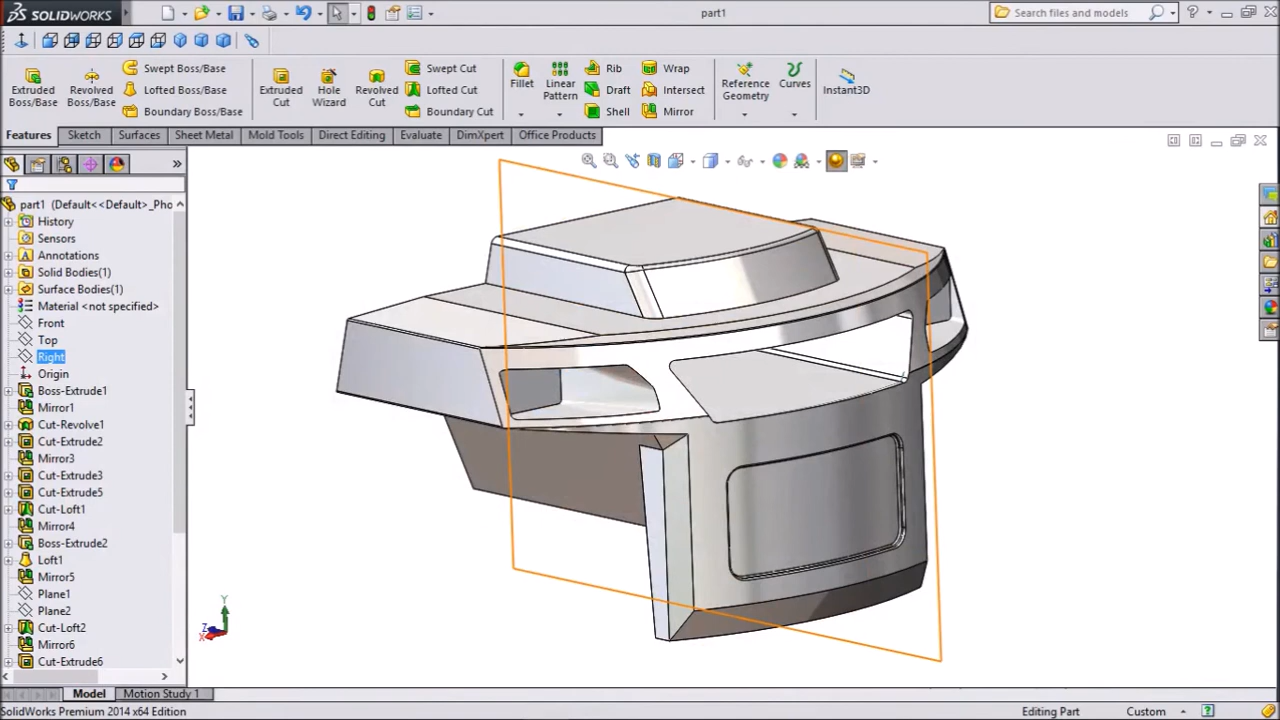 SOLIDWORKS
part1
Search files and models
Extruded Boss/Base
Revolved Boss/Base
Swept Boss/Base
Lofted Boss/Base
Boundary Boss/Base
Extruded Cut
Hole Wizard
Revolved Cut
Swept Cut
Lofted Cut
Boundary Cut
Fillet
Linear Pattern
Rib
Draft
Shell
Wrap
Intersect
Mirror
Reference Geometry
Curves
Instant3D
Features
Sketch
Surfaces
Sheet Metal
Mold Tools
Direct Editing
Evaluate
DimXpert
Office Products
part1 (Default<<Default>_Pho
History
Sensors
Annotations
Solid Bodies(1)
Surface Bodies(1)
Material <not specified>
Front
Top
Right
Origin
Boss-Extrude1
Mirror1
Cut-Revolve1
Cut-Extrude2
Mirror3
Cut-Extrude3
Cut-Extrude5
Cut-Loft1
Mirror4
Boss-Extrude2
Loft1
Mirror5
Plane1
Plane2
Cut-Loft2
Mirror6
Cut-Extrude6
Y
Z
X
Model
Motion Study 1
SolidWorks Premium 2014 x64 Edition
Editing Part
Custom